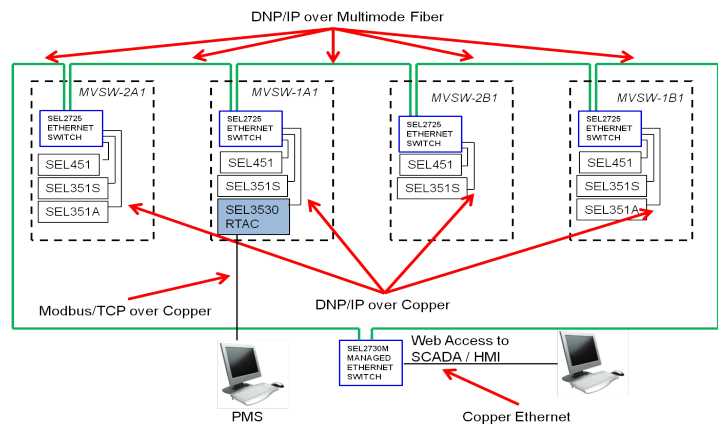 DNP/IP over Multimode Fiber
MVSW-2A1
SEL2725
ETHERNET
SWITCH
SEL451
SEL351S
SEL351A
MVSW-1A1
SEL2725
ETHERNET
SWITCH
SEL451
SEL351S
SEL3530
RTAC
MVSW-2B1
SEL2725
ETHERNET
SWITCH
SEL451
SEL351S
MVSW-1B1
SEL2725
ETHERNET
SWITCH
SEL451
SEL351S
SEL351A
Modbus/TCP over Copper
DNP/IP over Copper
SEL2730M
MANAGED
ETHERNET
SWITCH
Web Access to
SCADA / HMI
PMS
Copper Ethernet